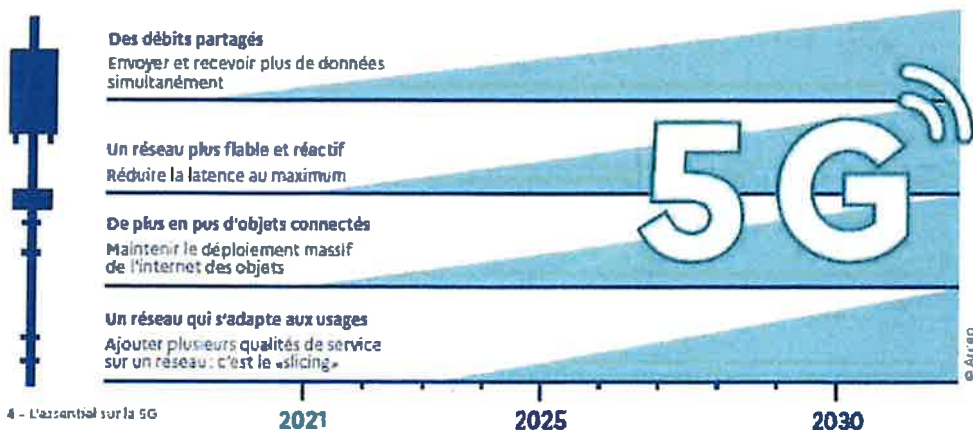 Des débits partagés
Envoyer et recevoir plus de données
simultanément
Un réseau plus fiable et réactif
Réduire la latence au maximum
De plus en pus d'objets connectés
Maintenir le déploiement massif
de l'internet des objets
Un réseau qui s'adapte aux usages
Ajouter plusieurs qualités de service
sur un réseau : c'est le «slicing»
5G
© Arcep
4 - L'essentiel sur la 5G
2021
2025
2030